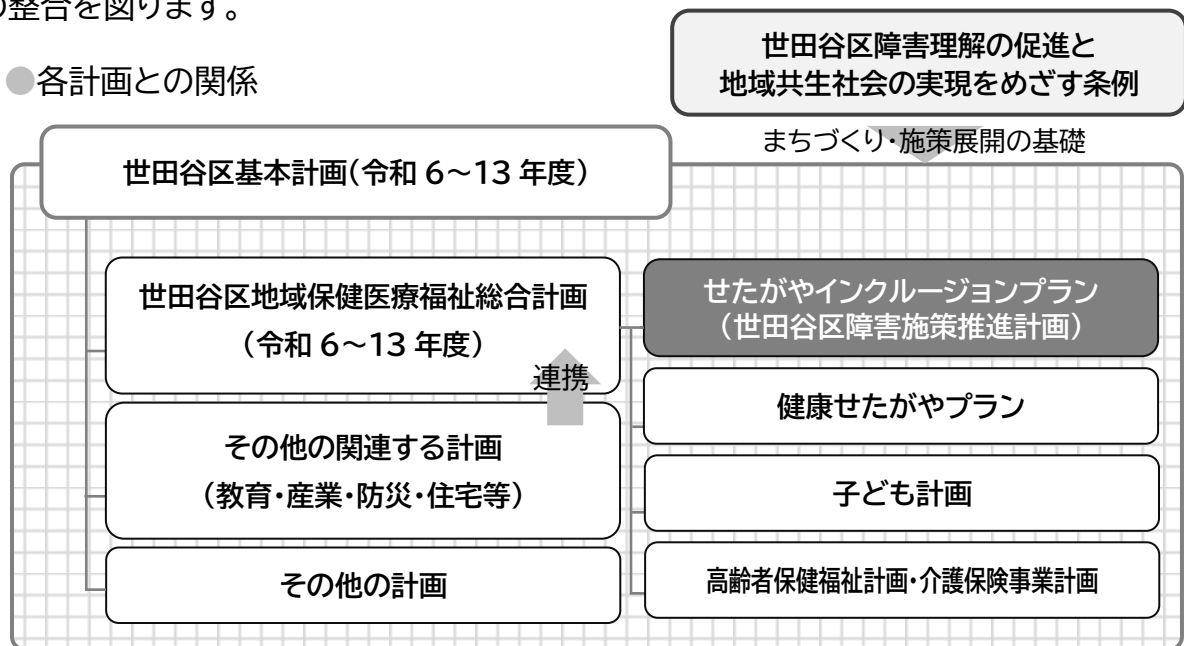 の整合を図ります。
世田谷区障害理解の促進と
地域共生社会の実現をめざす条例
●各計画との関係
まちづくり・施策展開の基礎
世田谷区基本計画(令和 6~13 年度)
世田谷区地域保健医療福祉総合計画
(令和 6~13 年度)
連携
その他の関連する計画
(教育・産業・防災・住宅等)
その他の計画
せたがやインクルージョンプラン
(世田谷区障害施策推進計画)
健康せたがやプラン
子ども計画
高齢者保健福祉計画・介護保険事業計画